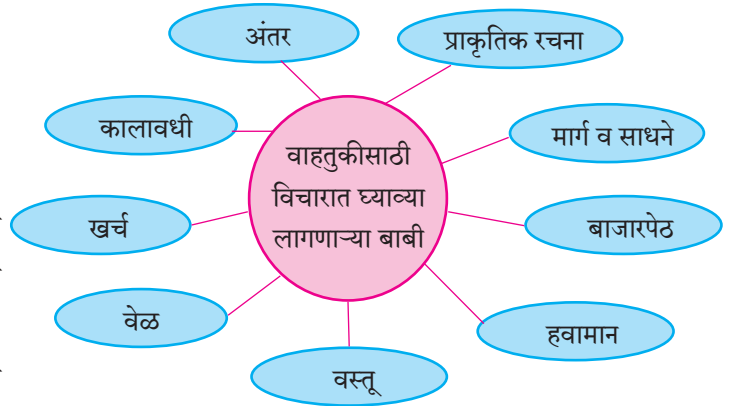 अंतर
प्राकृतिक रचना
कालावधी
मार्ग व साधने
वाहतुकीसाठी
विचारात घ्याव्या
लागणाऱ्या बाबी
खर्च
बाजारपेठ
वेळ
हवामान
वस्तू